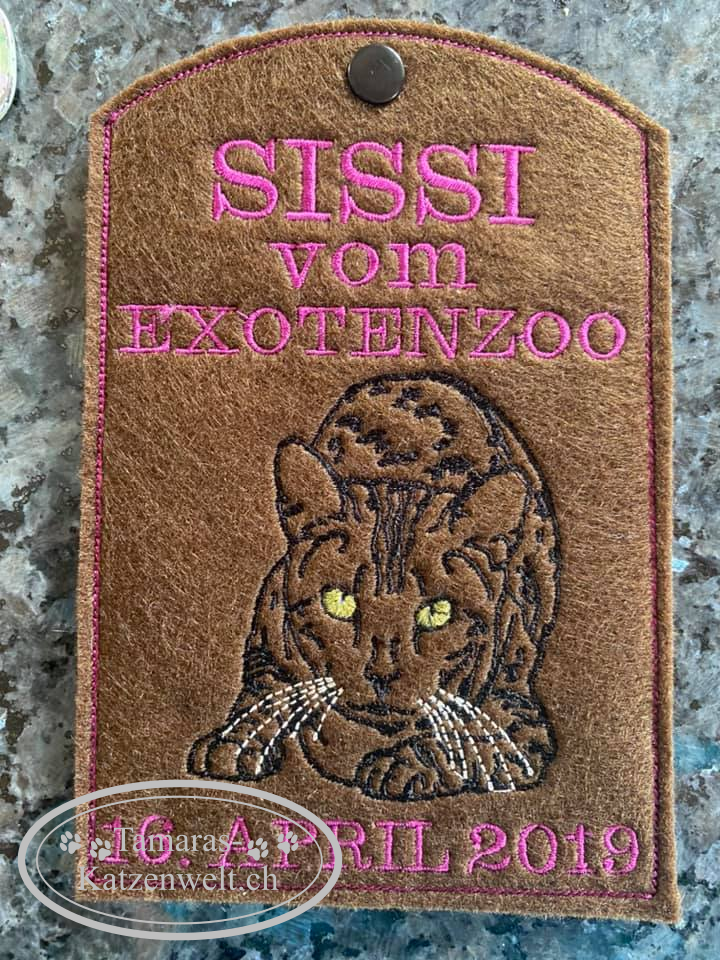 SISSI
vom
EXOTENZOO
16. APRIL 2019
Tamaras-
Katzenwelt.ch